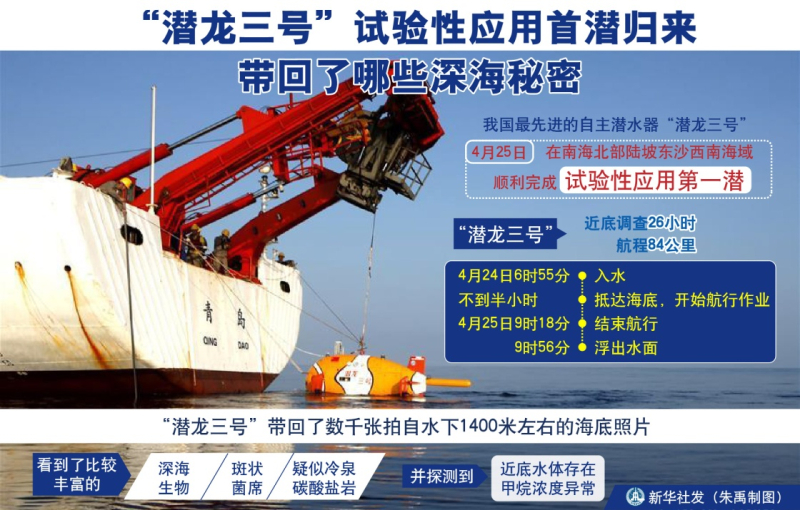 “潜龙三号”试验性应用首潜归来
带回了哪些深海秘密
我国最先进的自主潜水器“潜龙三号”
4月25日 在南海北部陆坡东沙西南海域
顺利完成 试验性应用第一潜
“潜龙三号”
近底调查26小时
航程84公里
4月24日6时55分 入水
不到半小时 抵达海底，开始航行作业
4月25日9时18分 结束航行
9时56分 浮出水面
青島
QING DAO
潜龙三号
“潜龙三号”带回了数千张拍自水下1400米左右的海底照片
看到了比较
丰富的
深海
生物
斑状
菌席
疑似冷泉
碳酸盐岩
并探测到
近底水体存在
甲烷浓度异常
新华社发（朱禹制图）